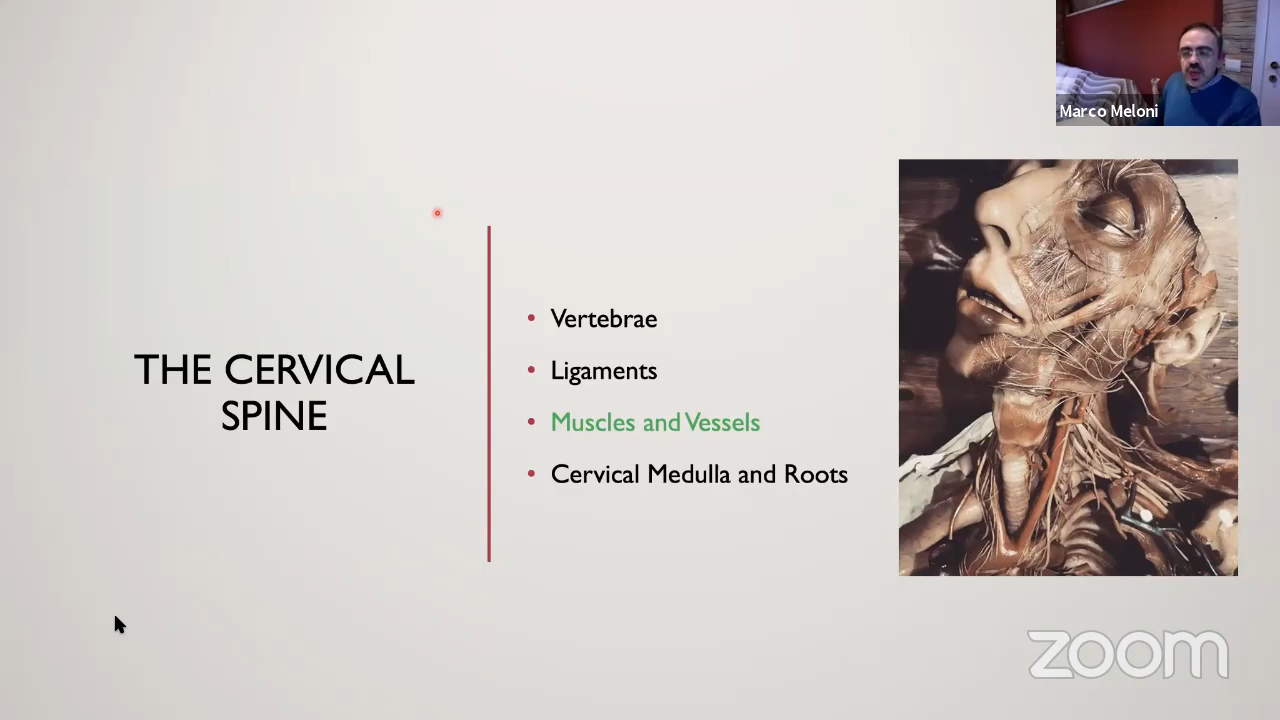 Marco Meloni
THE CERVICAL
SPINE
• Vertebrae
• Ligaments
• Muscles and Vessels
• Cervical Medulla and Roots
zoom